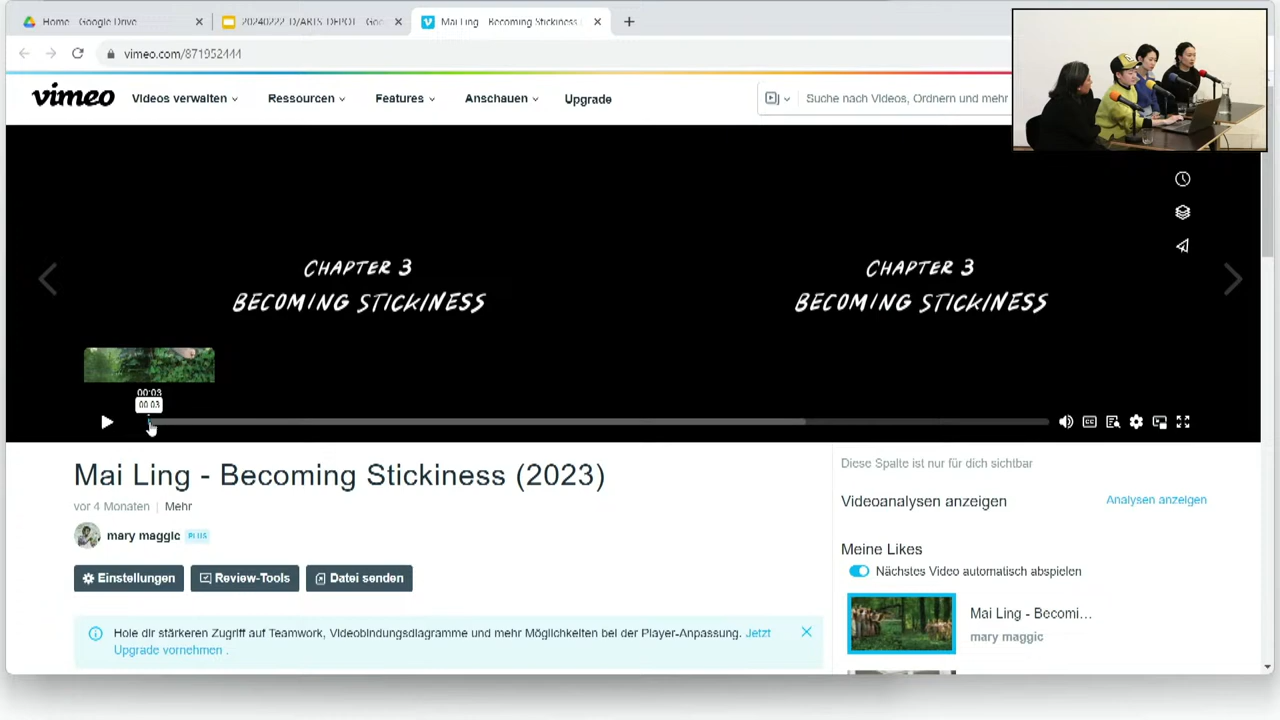 Home - Google Drive
20240222_D/ARTS_DEPOT - Goo
Mai Ling - Becoming Stickiness
vimeo.com/871952444
vimeo
Videos verwalten
Ressourcen
Features
Anschauen
Upgrade
Suche nach Videos, Ordnern und mehr
CHAPTER 3
BECOMING STICKINESS
CHAPTER 3
BECOMING STICKINESS
00:03
00:03
CC
Mai Ling - Becoming Stickiness (2023)
vor 4 Monaten | Mehr
mary maggic PLUS
Einstellungen
Review-Tools
Datei senden
Hole dir stärkeren Zugriff auf Teamwork, Videobindungsdiagramme und mehr Möglichkeiten bei der Player-Anpassung. Jetzt
Upgrade vornehmen .
Diese Spalte ist nur für dich sichtbar
Videoanalysen anzeigen
Analysen anzeigen
Meine Likes
Nächstes Video automatisch abspielen
Mai Ling - Becomi...
mary maggic